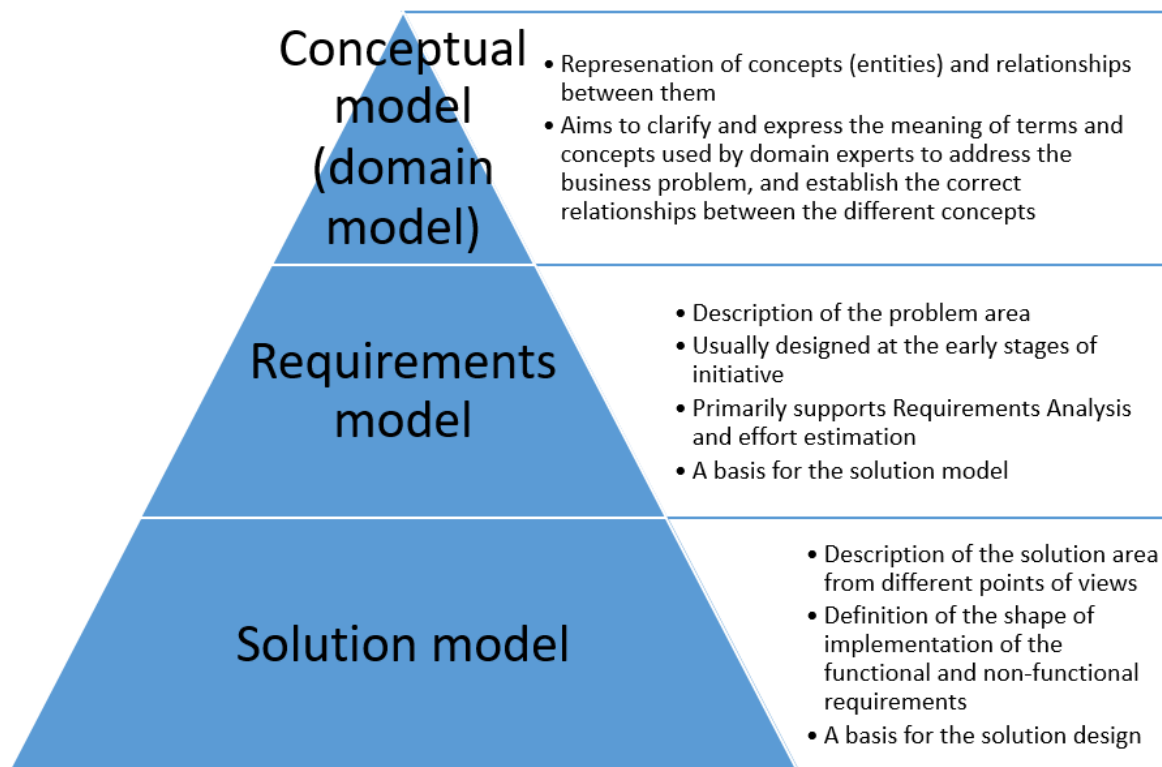 Conceptual
model
(domain
model)
• Represenation of concepts (entities) and relationships
between them
• Aims to clarify and express the meaning of terms and
concepts used by domain experts to address the
business problem, and establish the correct
relationships between the different concepts
Requirements
model
• Description of the problem area
• Usually designed at the early stages of
initiative
• Primarily supports Requirements Analysis
and effort estimation
• A basis for the solution model
Solution model
• Description of the solution area
from different points of views
• Definition of the shape of
implementation of the
functional and non-functional
requirements
• A basis for the solution design